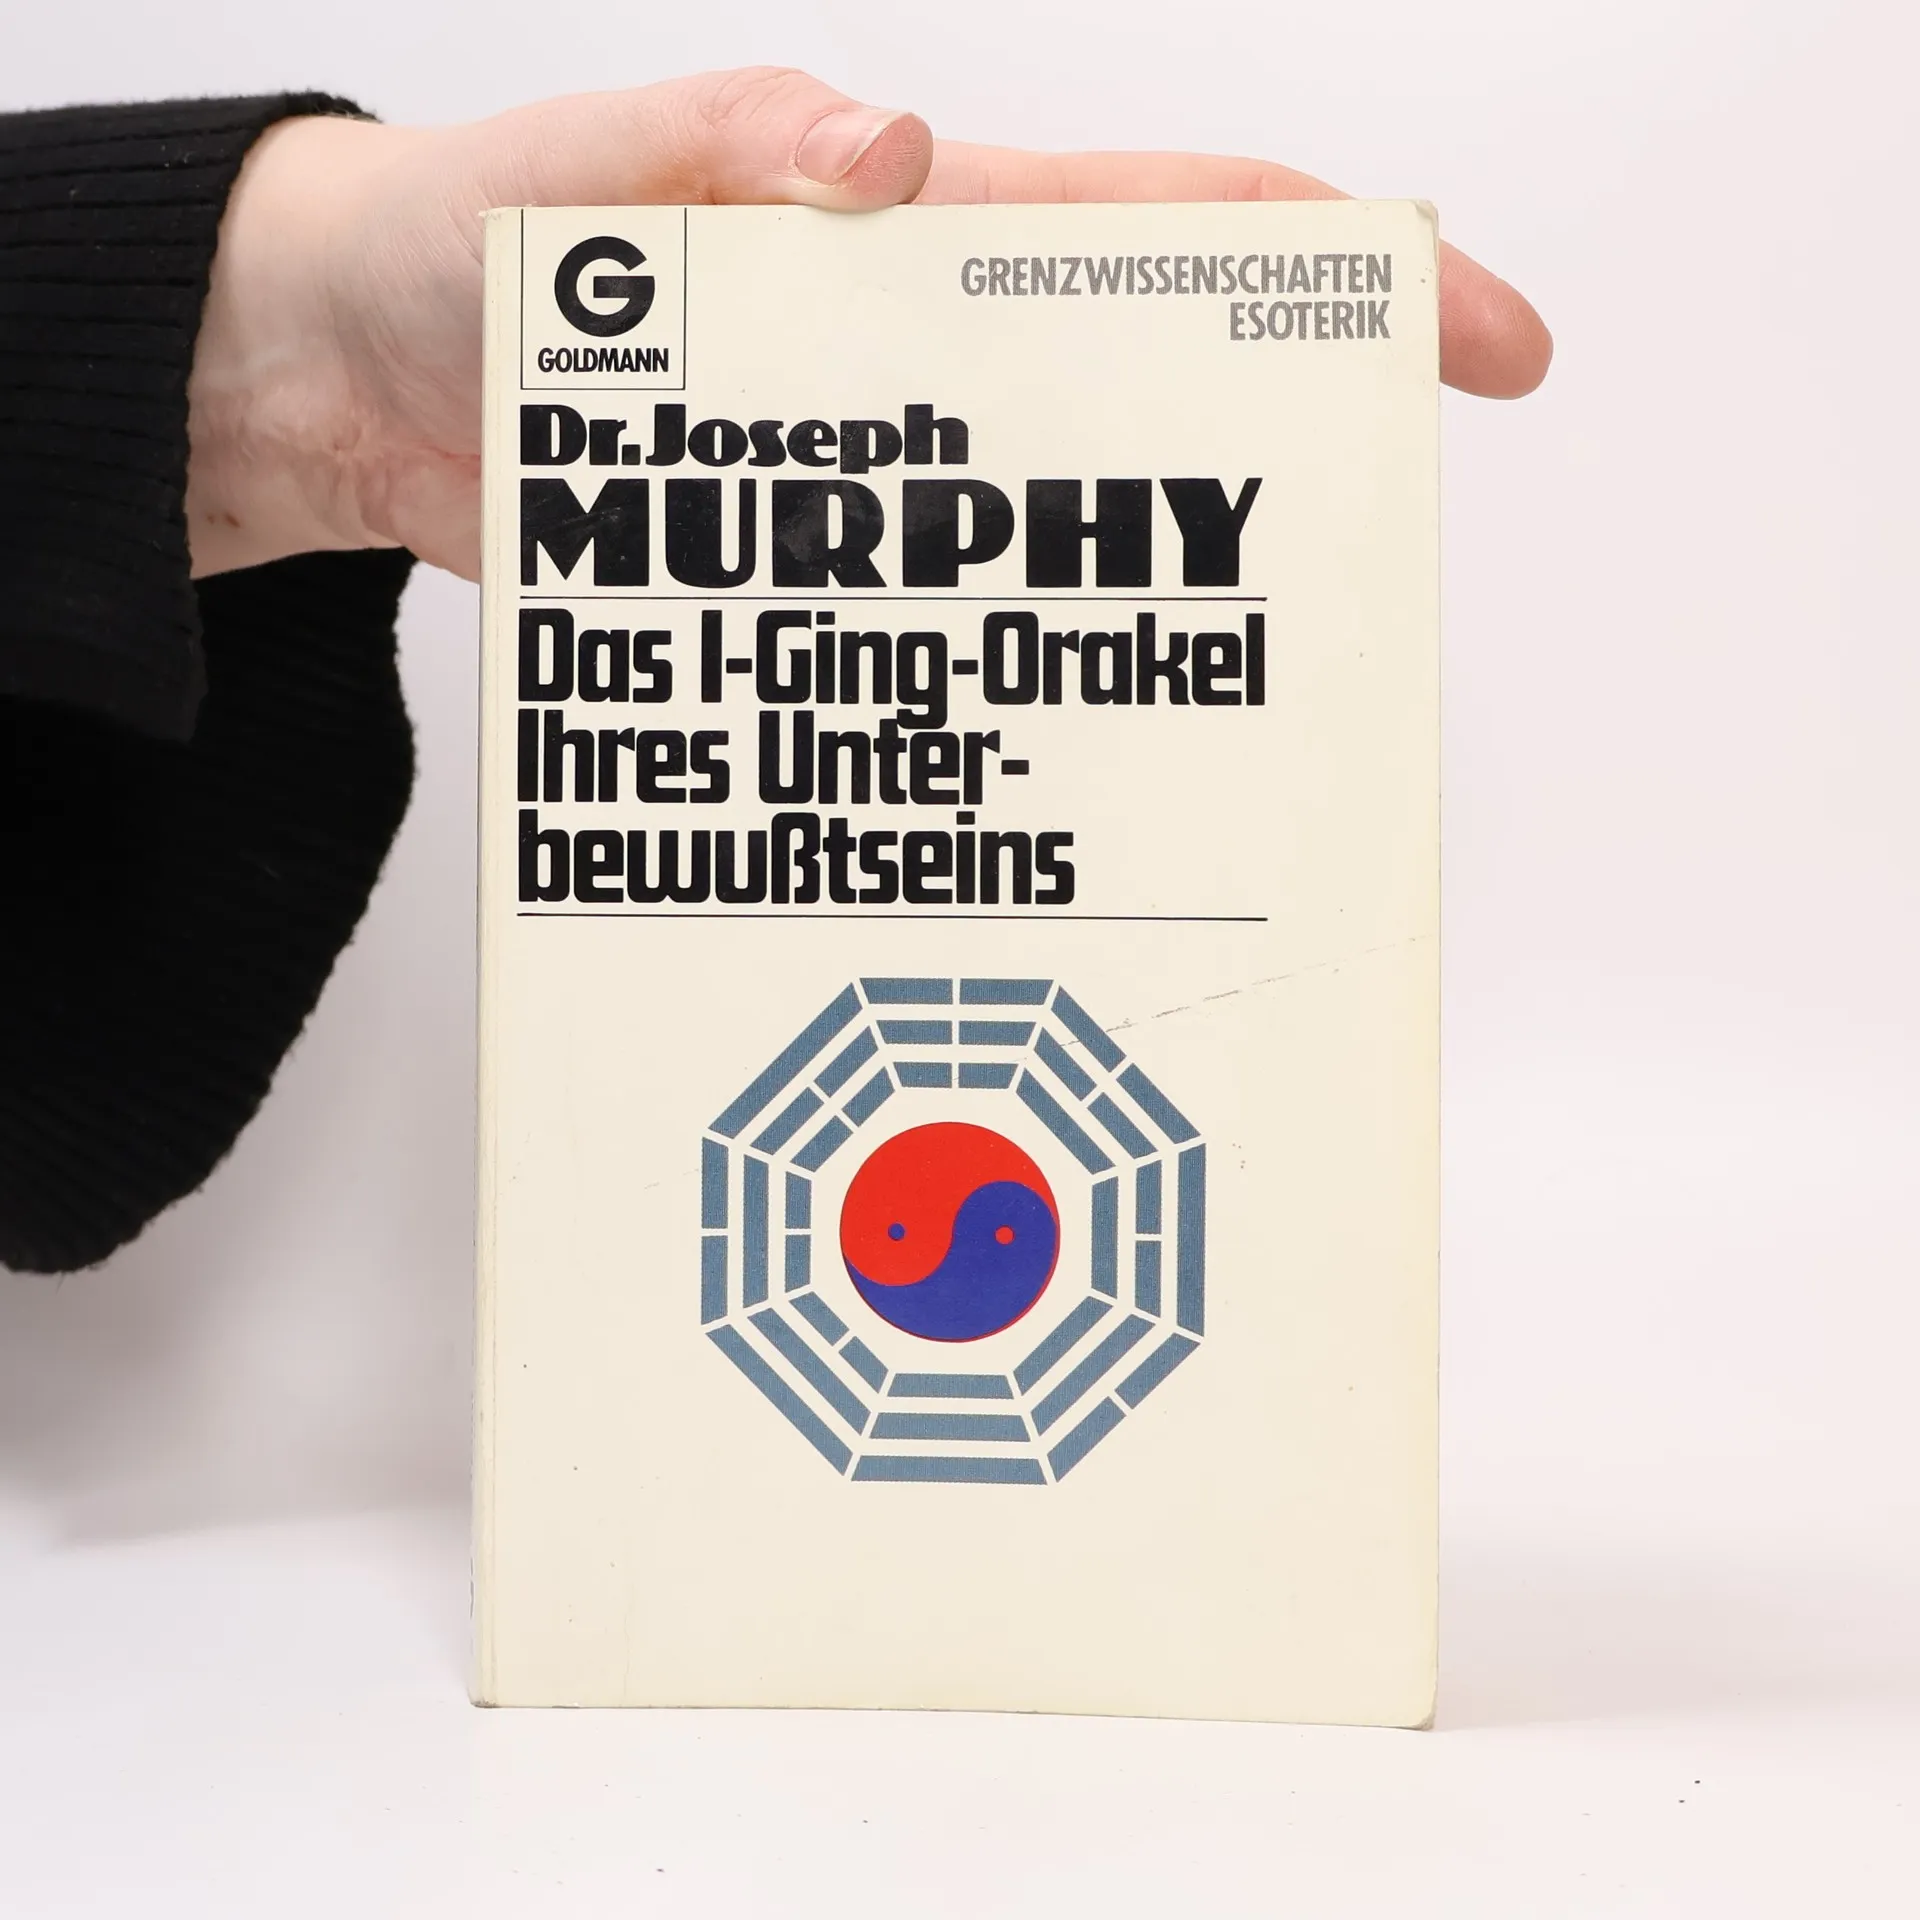 G
GOLDMANN
GRENZWISSENSCHAFTEN
ESOTERIK
Dr. Joseph
MURPHY
Das I-Ging-Orakel
Ihres Unter-
bewußtseins